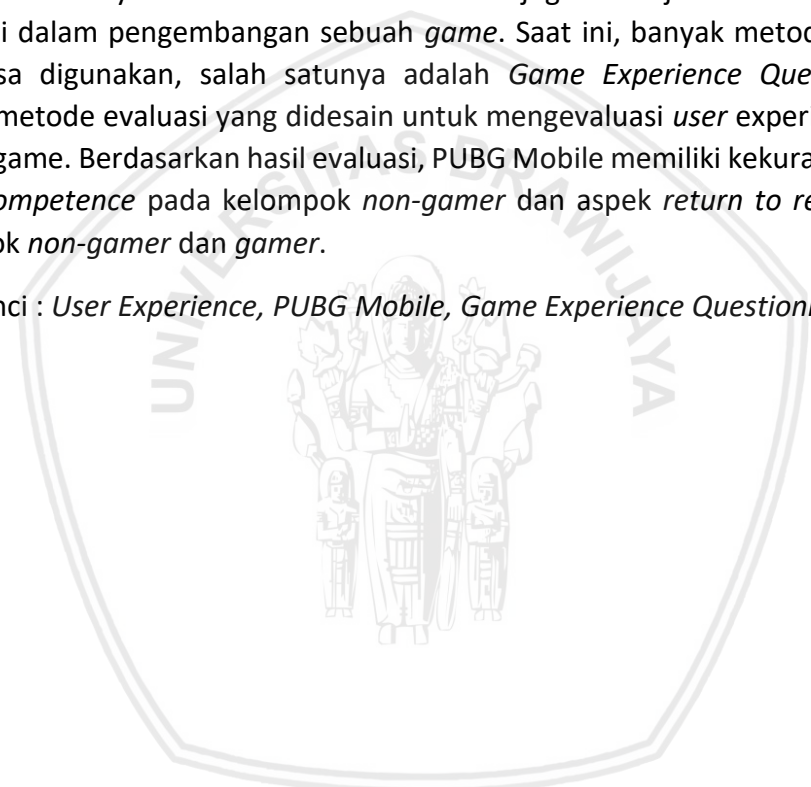 i dalam pengembangan sebuah game. Saat ini, banyak metod
sa digunakan, salah satunya adalah Game Experience Que
metode evaluasi yang didesain untuk mengevaluasi user exper
game. Berdasarkan hasil evaluasi, PUBG Mobile memiliki kekura
ompetence pada kelompok non-gamer dan aspek return to re
ok non-gamer dan gamer.
nci : User Experience, PUBG Mobile, Game Experience Question
UNIVERSITAS BRAWIJAYA